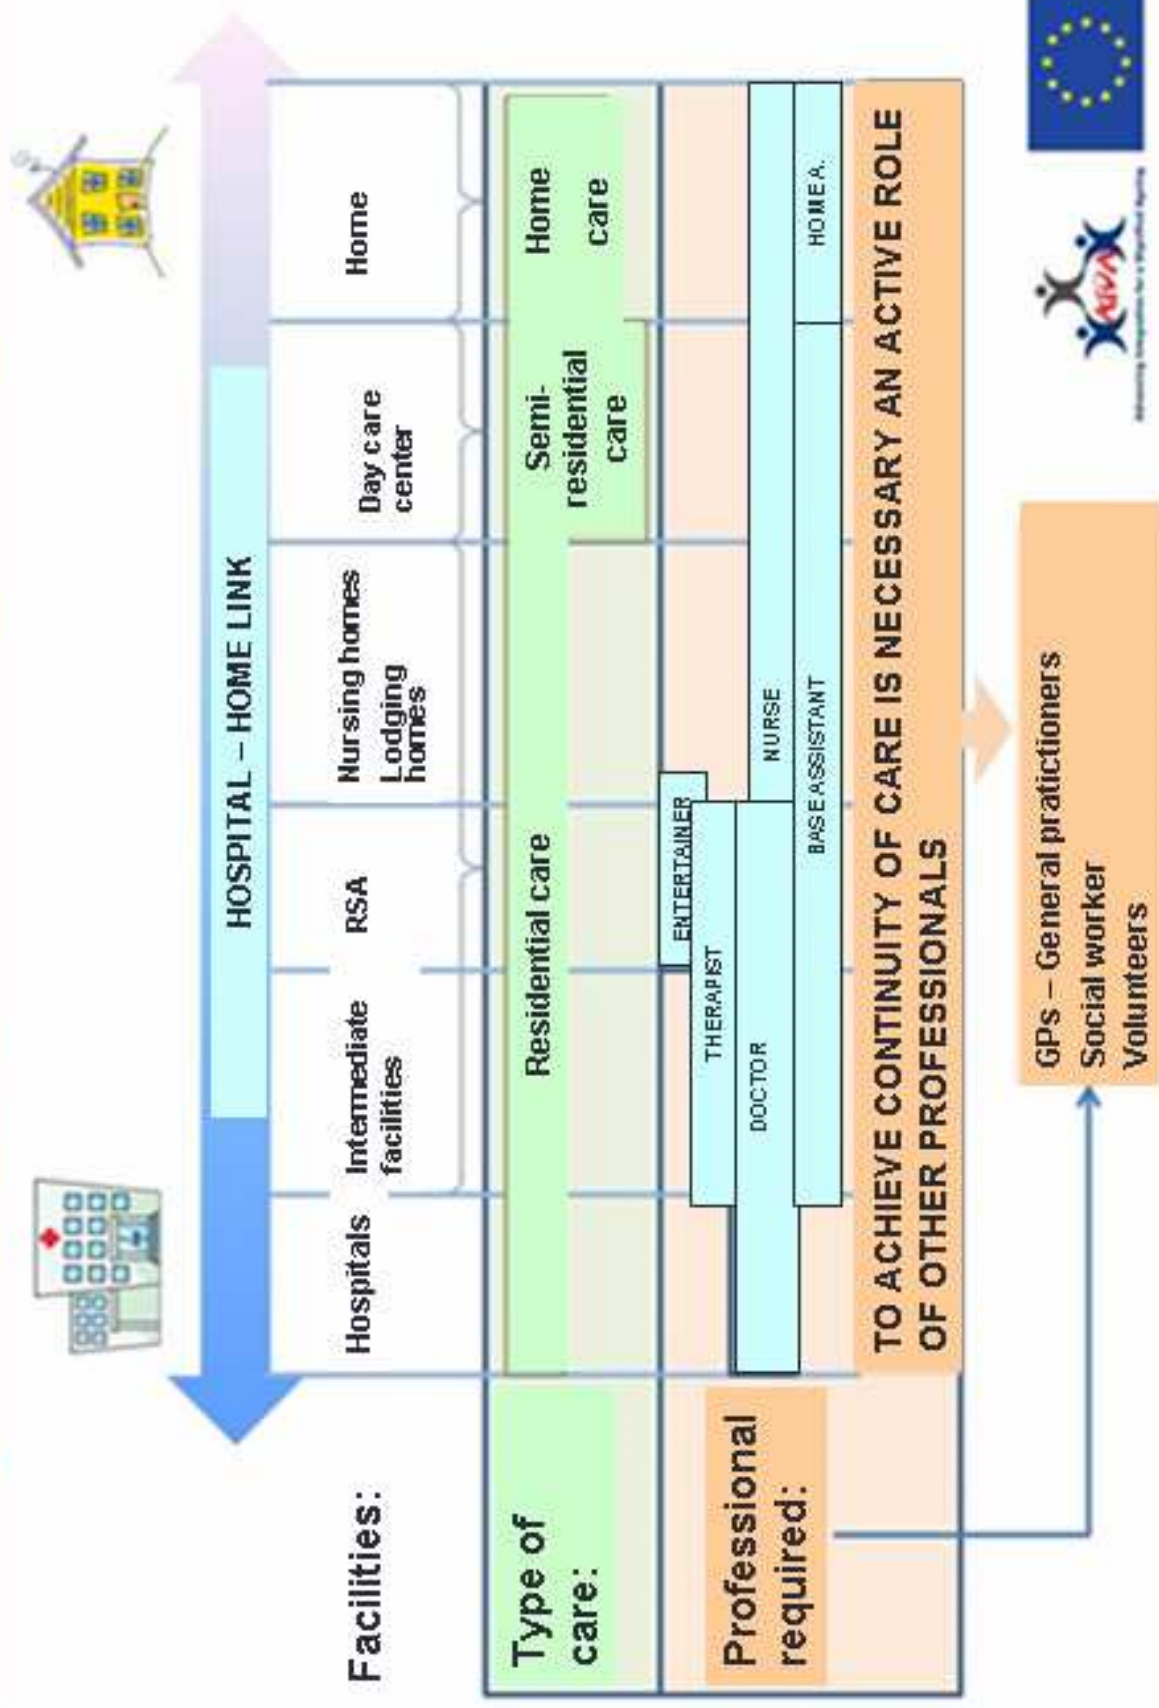 HOSPITAL – HOME LINK
Facilities:
Hospitals
Intermediate
facilities
RSA
Nursing homes
Lodging
homes
Day care
center
Home
Type of
care:
Residential care
Semi-
residential
care
Home
care
Professional
required:
ENTERTAINER
THERAPIST
DOCTOR
NURSE
BASE ASSISTANT
HOME A.
TO ACHIEVE CONTINUITY OF CARE IS NECESSARY AN ACTIVE ROLE
OF OTHER PROFESSIONALS
GPs – General pratictioners
Social worker
Volunteers